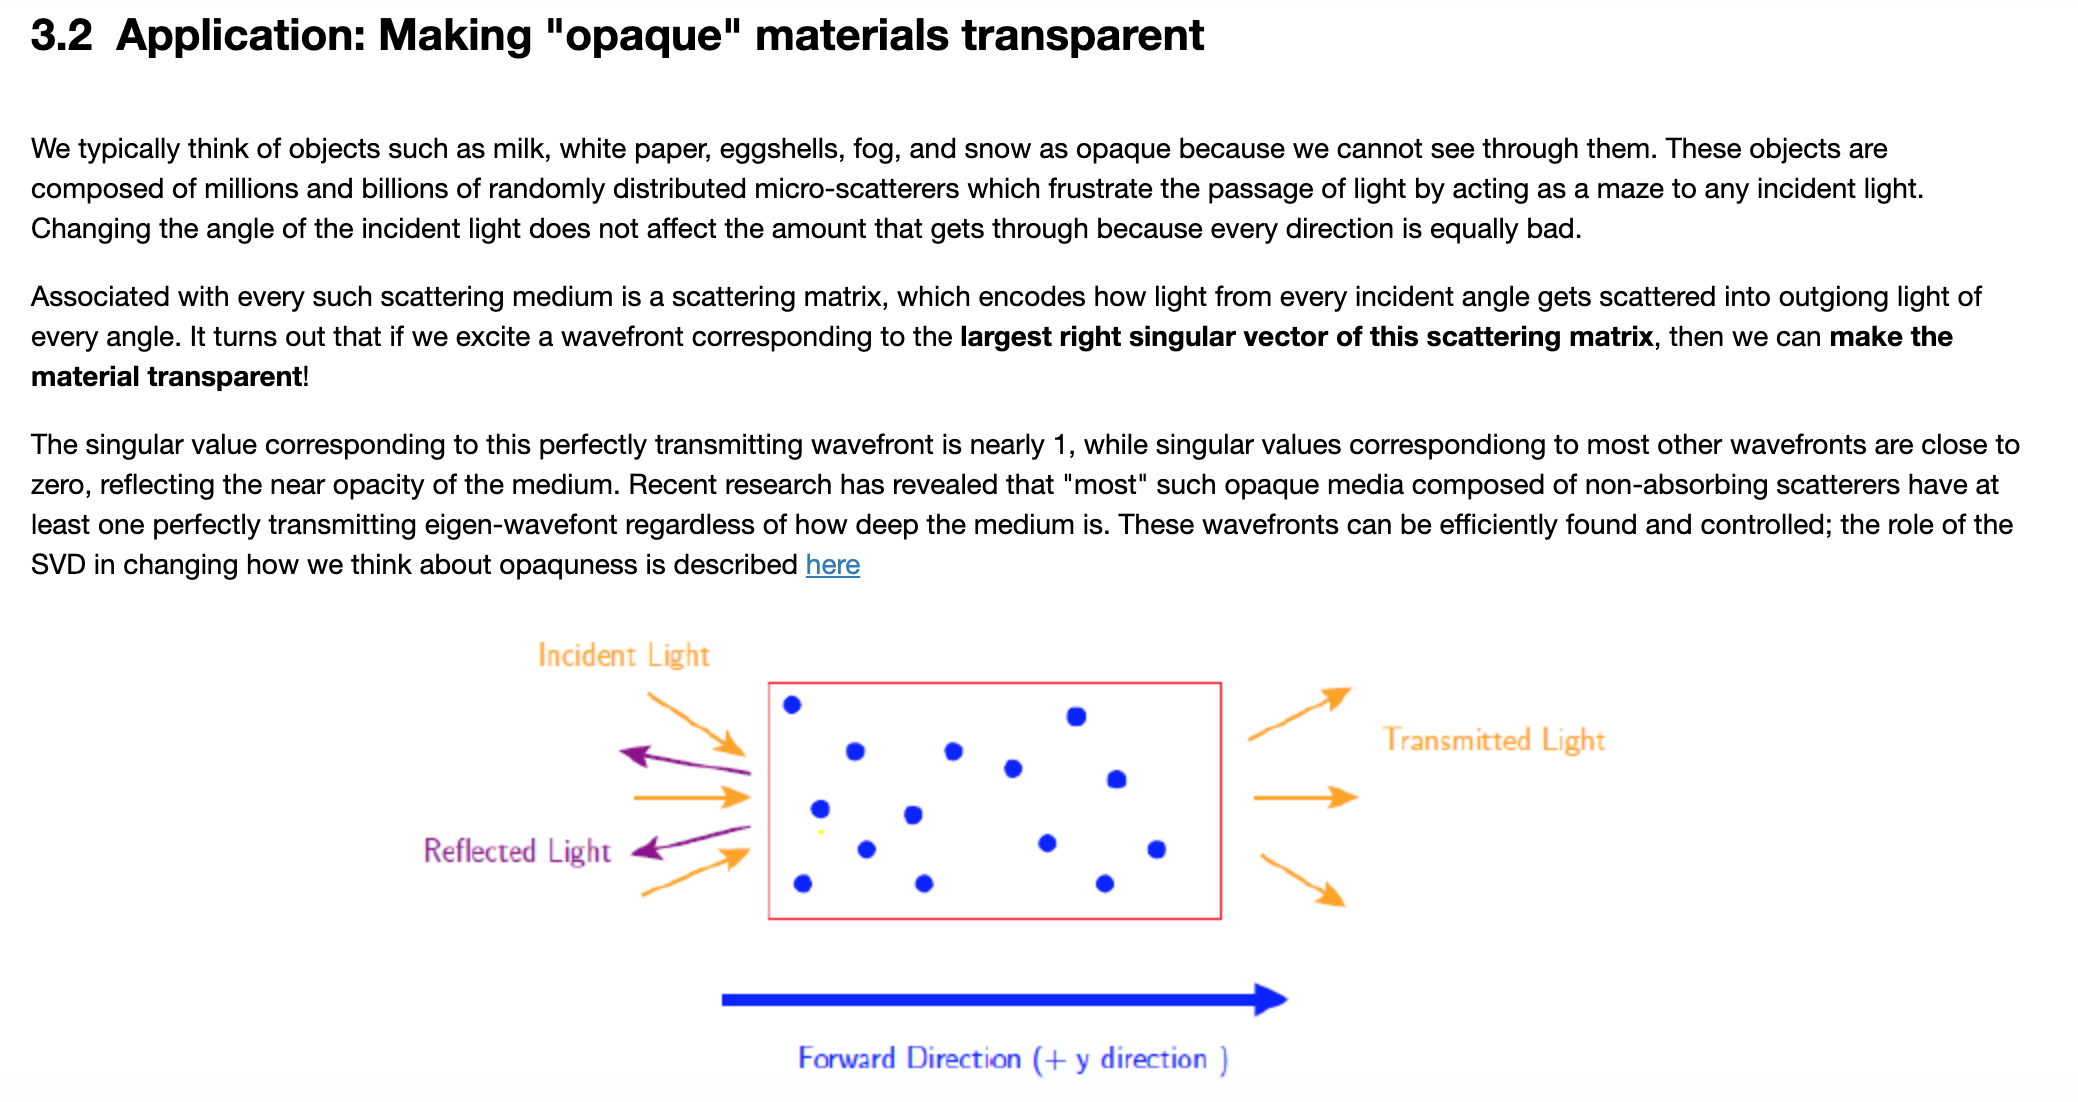 3.2 Application: Making "opaque" materials transparent
We typically think of objects such as milk, white paper, eggshells, fog, and snow as opaque because we cannot see through them. These objects are
composed of millions and billions of randomly distributed micro-scatterers which frustrate the passage of light by acting as a maze to any incident light.
Changing the angle of the incident light does not affect the amount that gets through because every direction is equally bad.
Associated with every such scattering medium is a scattering matrix, which encodes how light from every incident angle gets scattered into outgiong light of
every angle. It turns out that if we excite a wavefront corresponding to the largest right singular vector of this scattering matrix, then we can make the
material transparent!
The singular value corresponding to this perfectly transmitting wavefront is nearly 1, while singular values correspondiong to most other wavefronts are close to
zero, reflecting the near opacity of the medium. Recent research has revealed that "most" such opaque media composed of non-absorbing scatterers have at
least one perfectly transmitting eigen-wavefont regardless of how deep the medium is. These wavefronts can be efficiently found and controlled; the role of the
SVD in changing how we think about opaquness is described here
Incident Light
Transmitted Light
Reflected Light
Forward Direction (+ y direction )